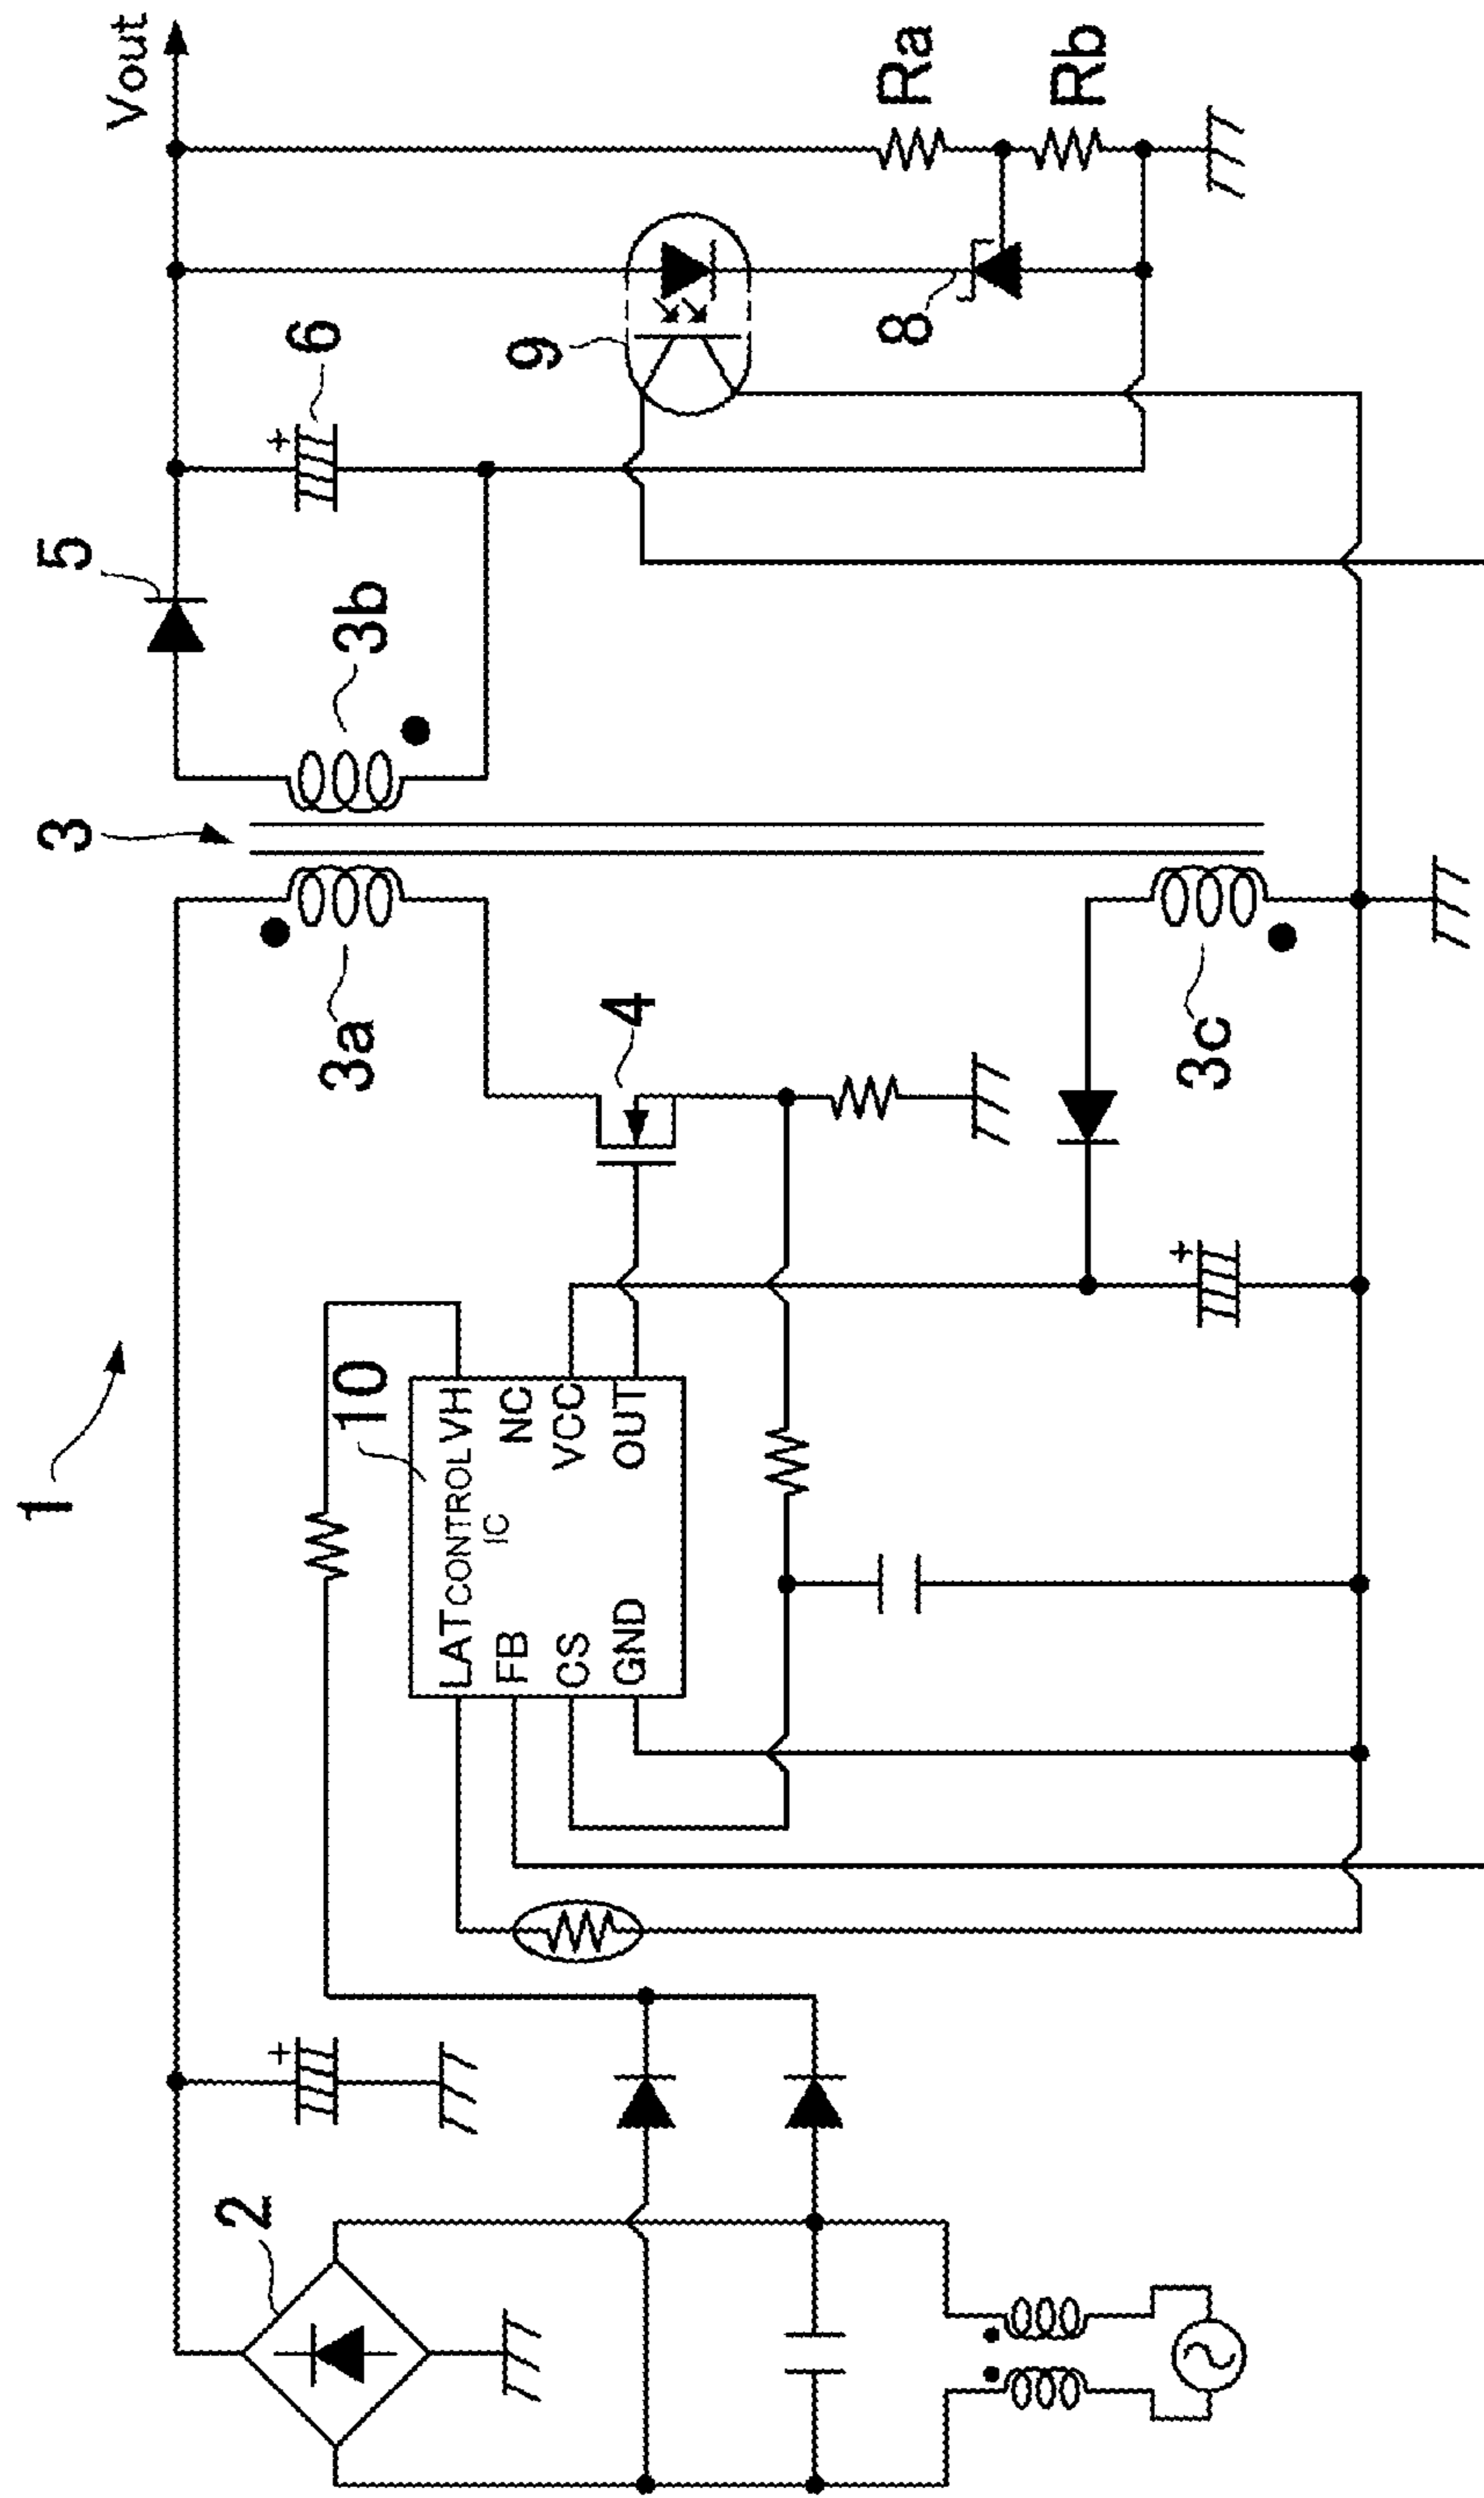 1
Vout
3
5
2
10
3a
3b
6
LAT
CONTROL
IC
VH
FB
NC
CS
VCC
GND
OUT
4
9
8
Ra
Rb
3c
+
+
+